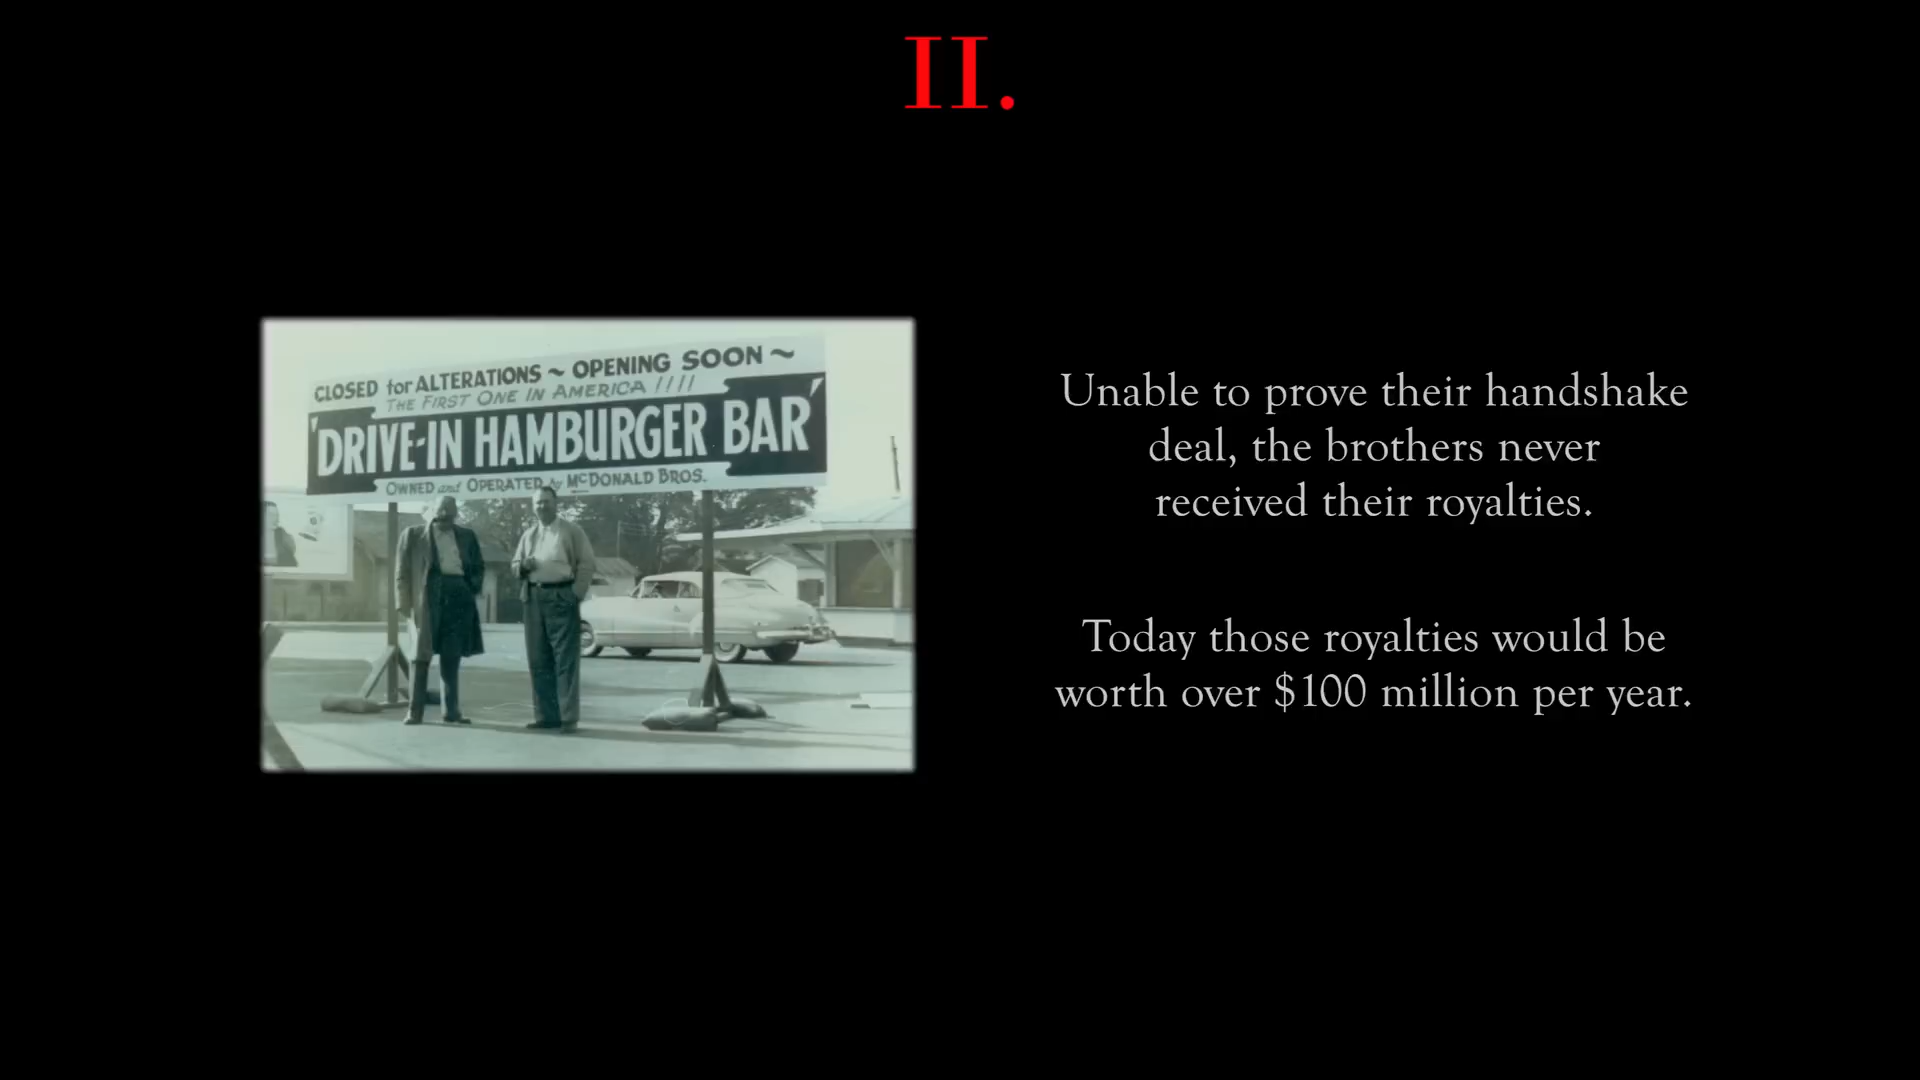 II.
CLOSED for ALTERATIONS ~ OPENING SOON ~
THE FIRST ONE IN AMERICA !!!!
'DRIVE-IN HAMBURGER BAR'
OWNED and OPERATED by McDONALD BROS.
Unable to prove their handshake
deal, the brothers never
received their royalties.
Today those royalties would be
worth over $100 million per year.